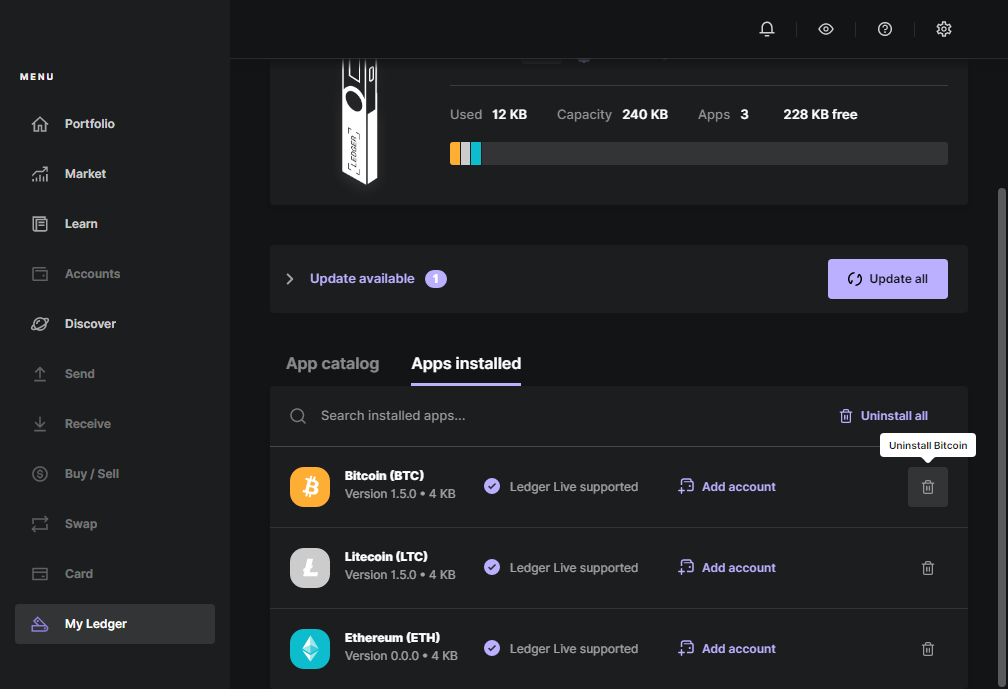 MENU
Portfolio
Market
Learn
Accounts
Discover
Send
Receive
Buy / Sell
Swap
Card
My Ledger
LEDGER
Used 12 KB Capacity 240 KB Apps 3 228 KB free
Update available 1
Update all
App catalog Apps installed
Search installed apps...
Uninstall all
Uninstall Bitcoin
Bitcoin (BTC)
Version 1.5.0 • 4 KB
Ledger Live supported
Add account
Litecoin (LTC)
Version 1.5.0 • 4 KB
Ledger Live supported
Add account
Ethereum (ETH)
Version 0.0.0 • 4 KB
Ledger Live supported
Add account